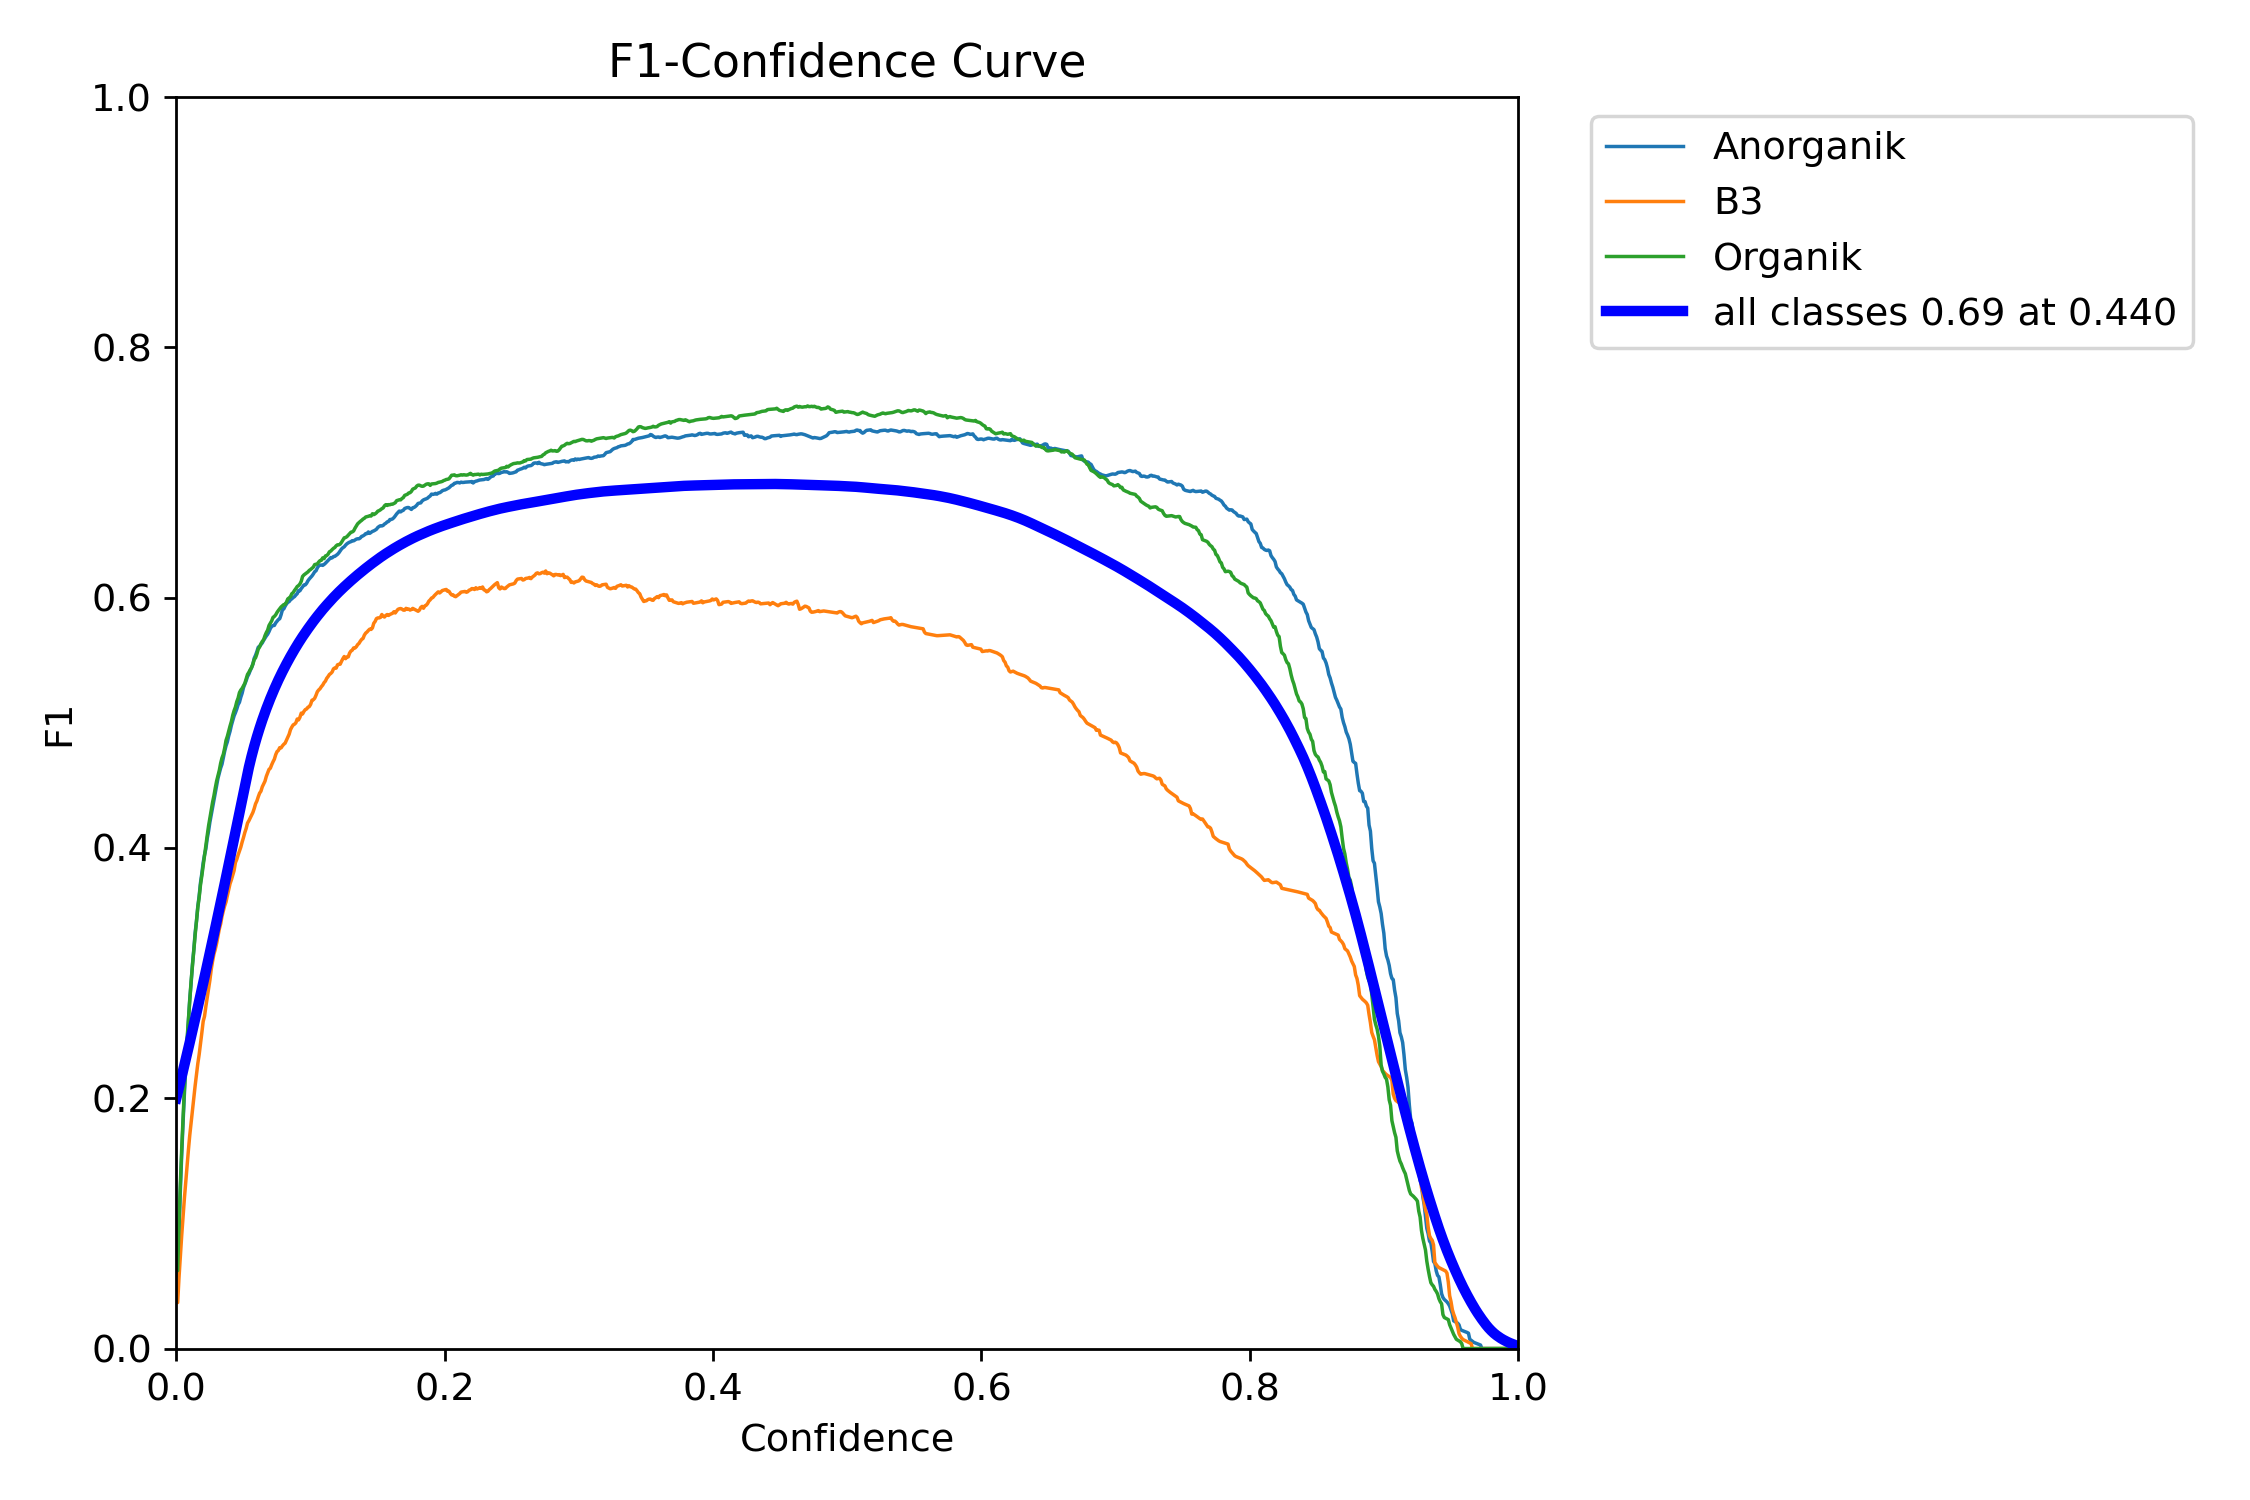 F1-Confidence Curve
1.0
0.8
0.6
0.4
0.2
0.0
F1
0.0 0.2 0.4 0.6 0.8 1.0
Confidence
Anorganik
B3
Organik
all classes 0.69 at 0.440